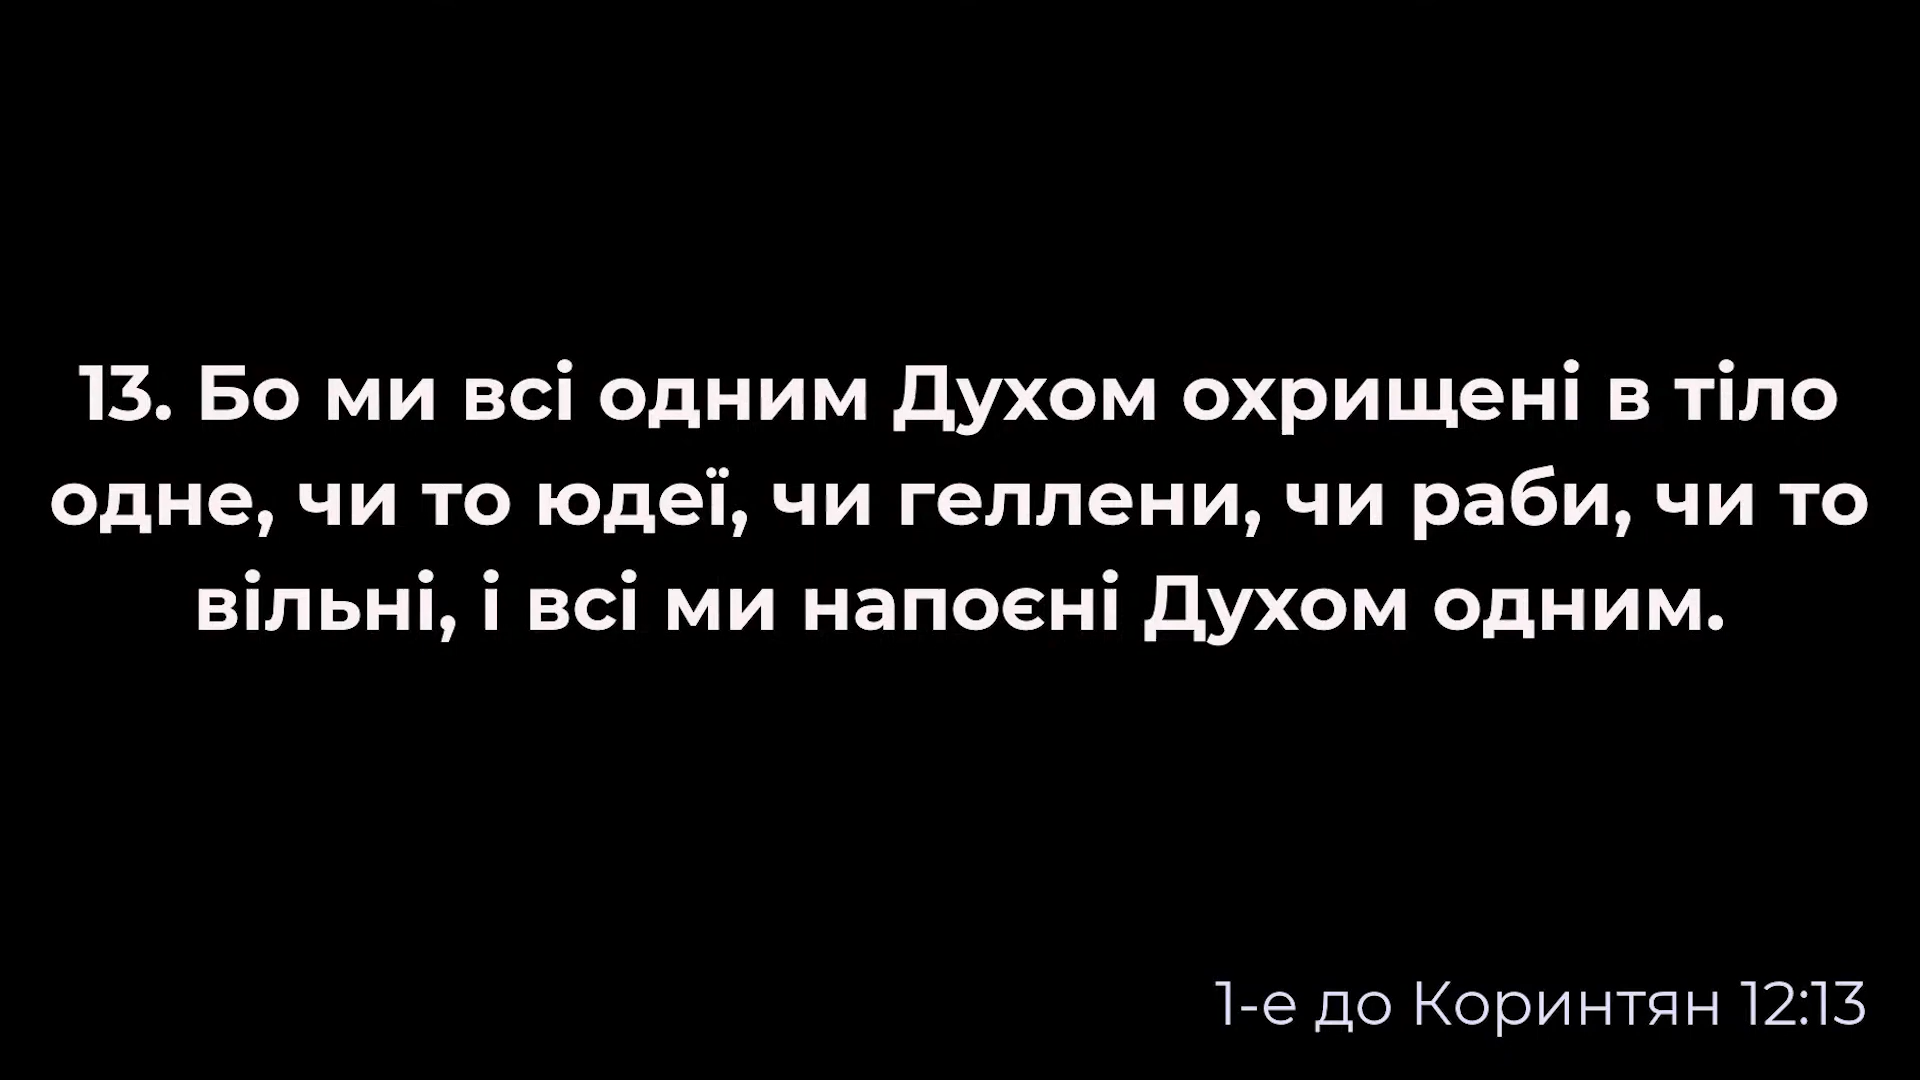 13. Бо ми всі одним Духом охрищені в тіло
одне, чи то юдеї, чи геллени, чи раби, чи то
вільні, і всі ми напоєні Духом одним.
1-е до Коринтян 12:13